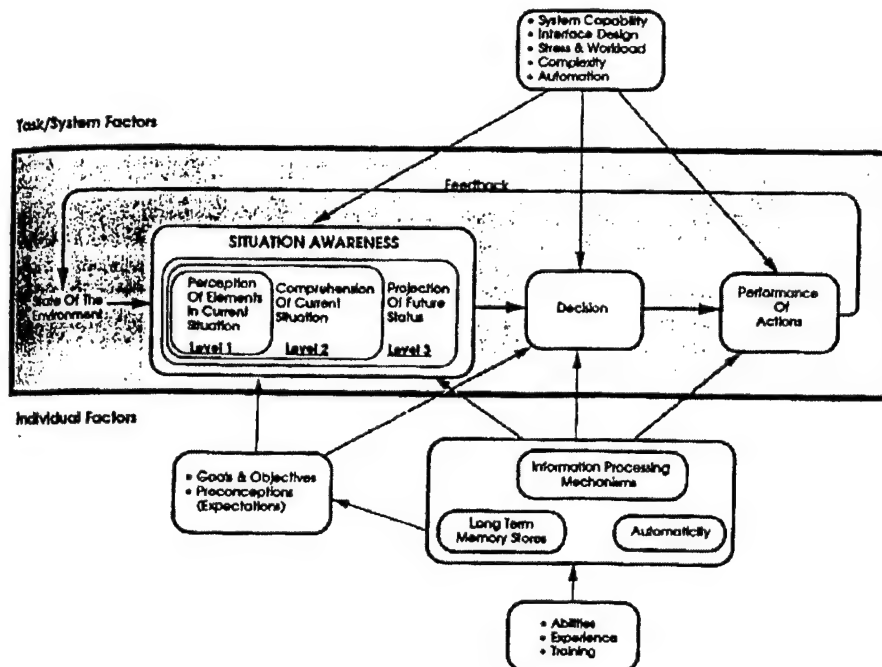 • System Capability
• Interface Design
• Stress & Workload
• Complexity
• Automation
Task/System Factors
Feedback
SITUATION AWARENESS
State Of The
Environment
Perception
Of Elements
In Current
Situation
Level 1
Comprehension
Of Current
Situation
Level 2
Projection
Of Future
Status
Level 3
Decision
Performance
Of
Actions
Individual Factors
• Goals & Objectives
• Preconceptions
(Expectations)
Information Processing
Mechanisms
Long Term
Memory Stores
Automaticity
• Abilities
• Experience
• Training